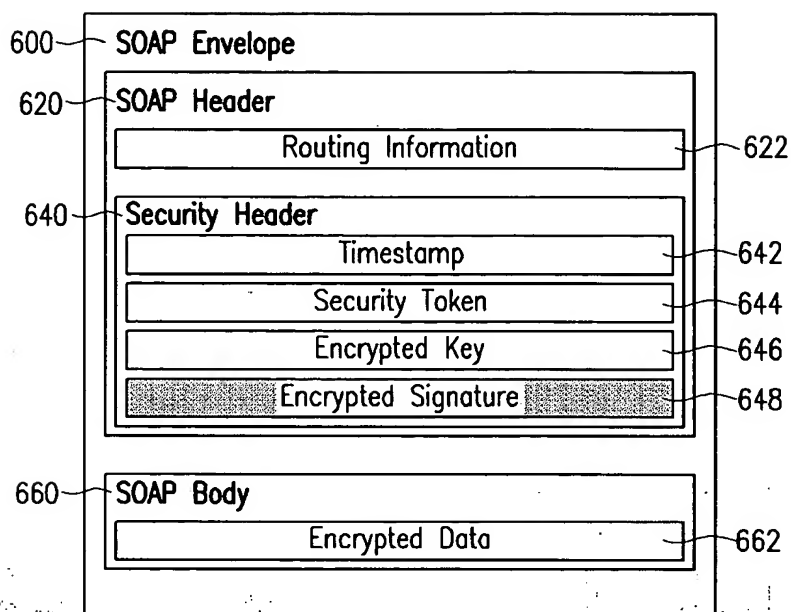 600 SOAP Envelope
620 SOAP Header
Routing Information 622
640 Security Header
Timestamp 642
Security Token 644
Encrypted Key 646
Encrypted Signature 648
660 SOAP Body
Encrypted Data 662